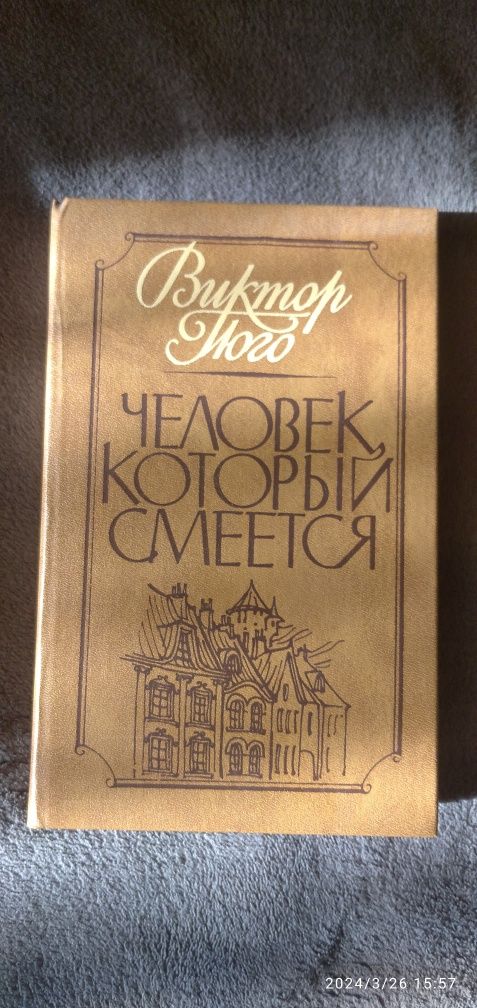 Виктор
Гюго
ЧЕЛОВЕК,
КОТОРЫЙ
СМЕЕТСЯ
2024/3/26 15:57